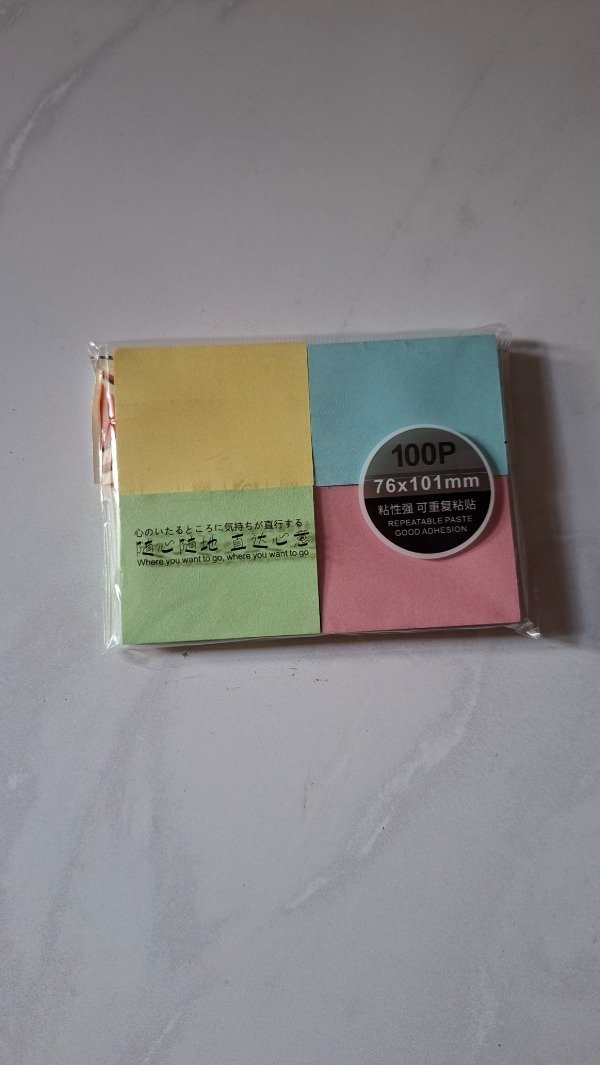 100P
76x101mm
粘性强 可重复粘贴
REPEATABLE PASTE
GOOD ADHESION
心のいたるところに気持ちが直行する
随心随地 直达心意
Where you want to go, where you want to go